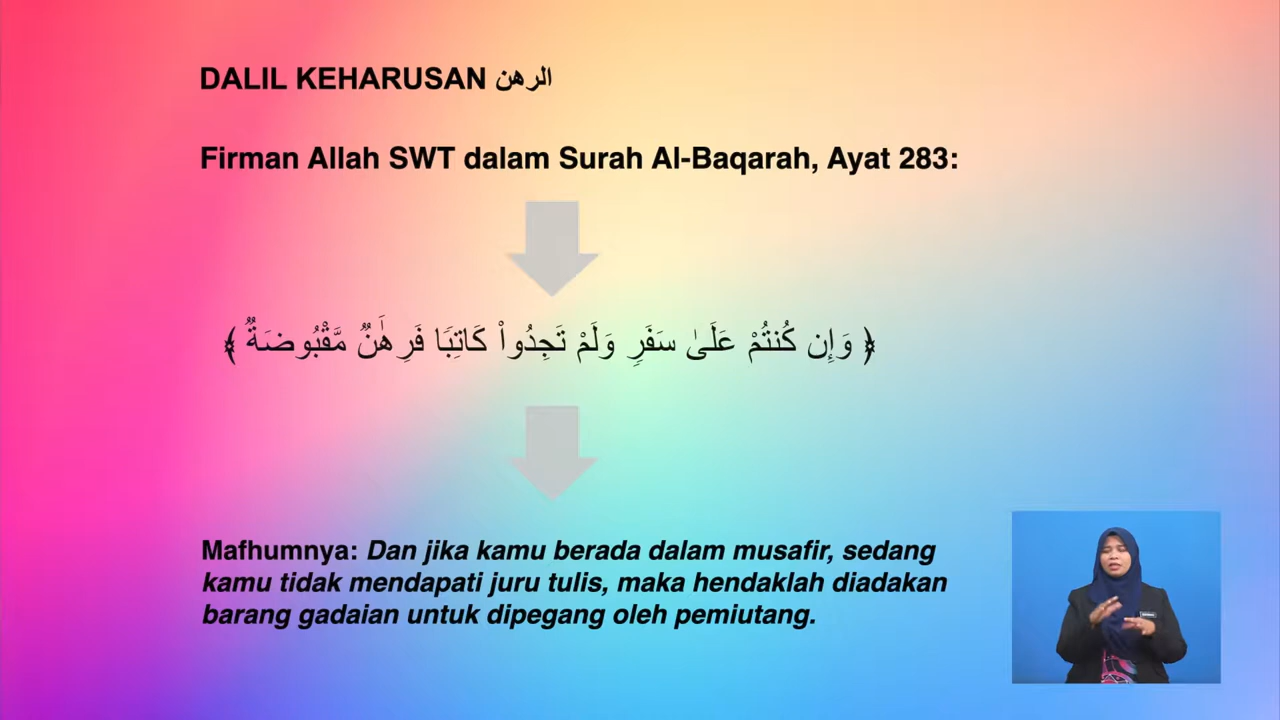 DALIL KEHARUSAN الرهن
Firman Allah SWT dalam Surah Al-Baqarah, Ayat 283:
﴿ وَإِن كُنتُمْ عَلَىٰ سَفَرٍ وَلَمْ تَجِدُوا۟ كَاتِبًا فَرِهَٰنٌ مَّقْبُوضَةٌ ﴾
Mafhumnya: Dan jika kamu berada dalam musafir, sedang
kamu tidak mendapati juru tulis, maka hendaklah diadakan
barang gadaian untuk dipegang oleh pemiutang.